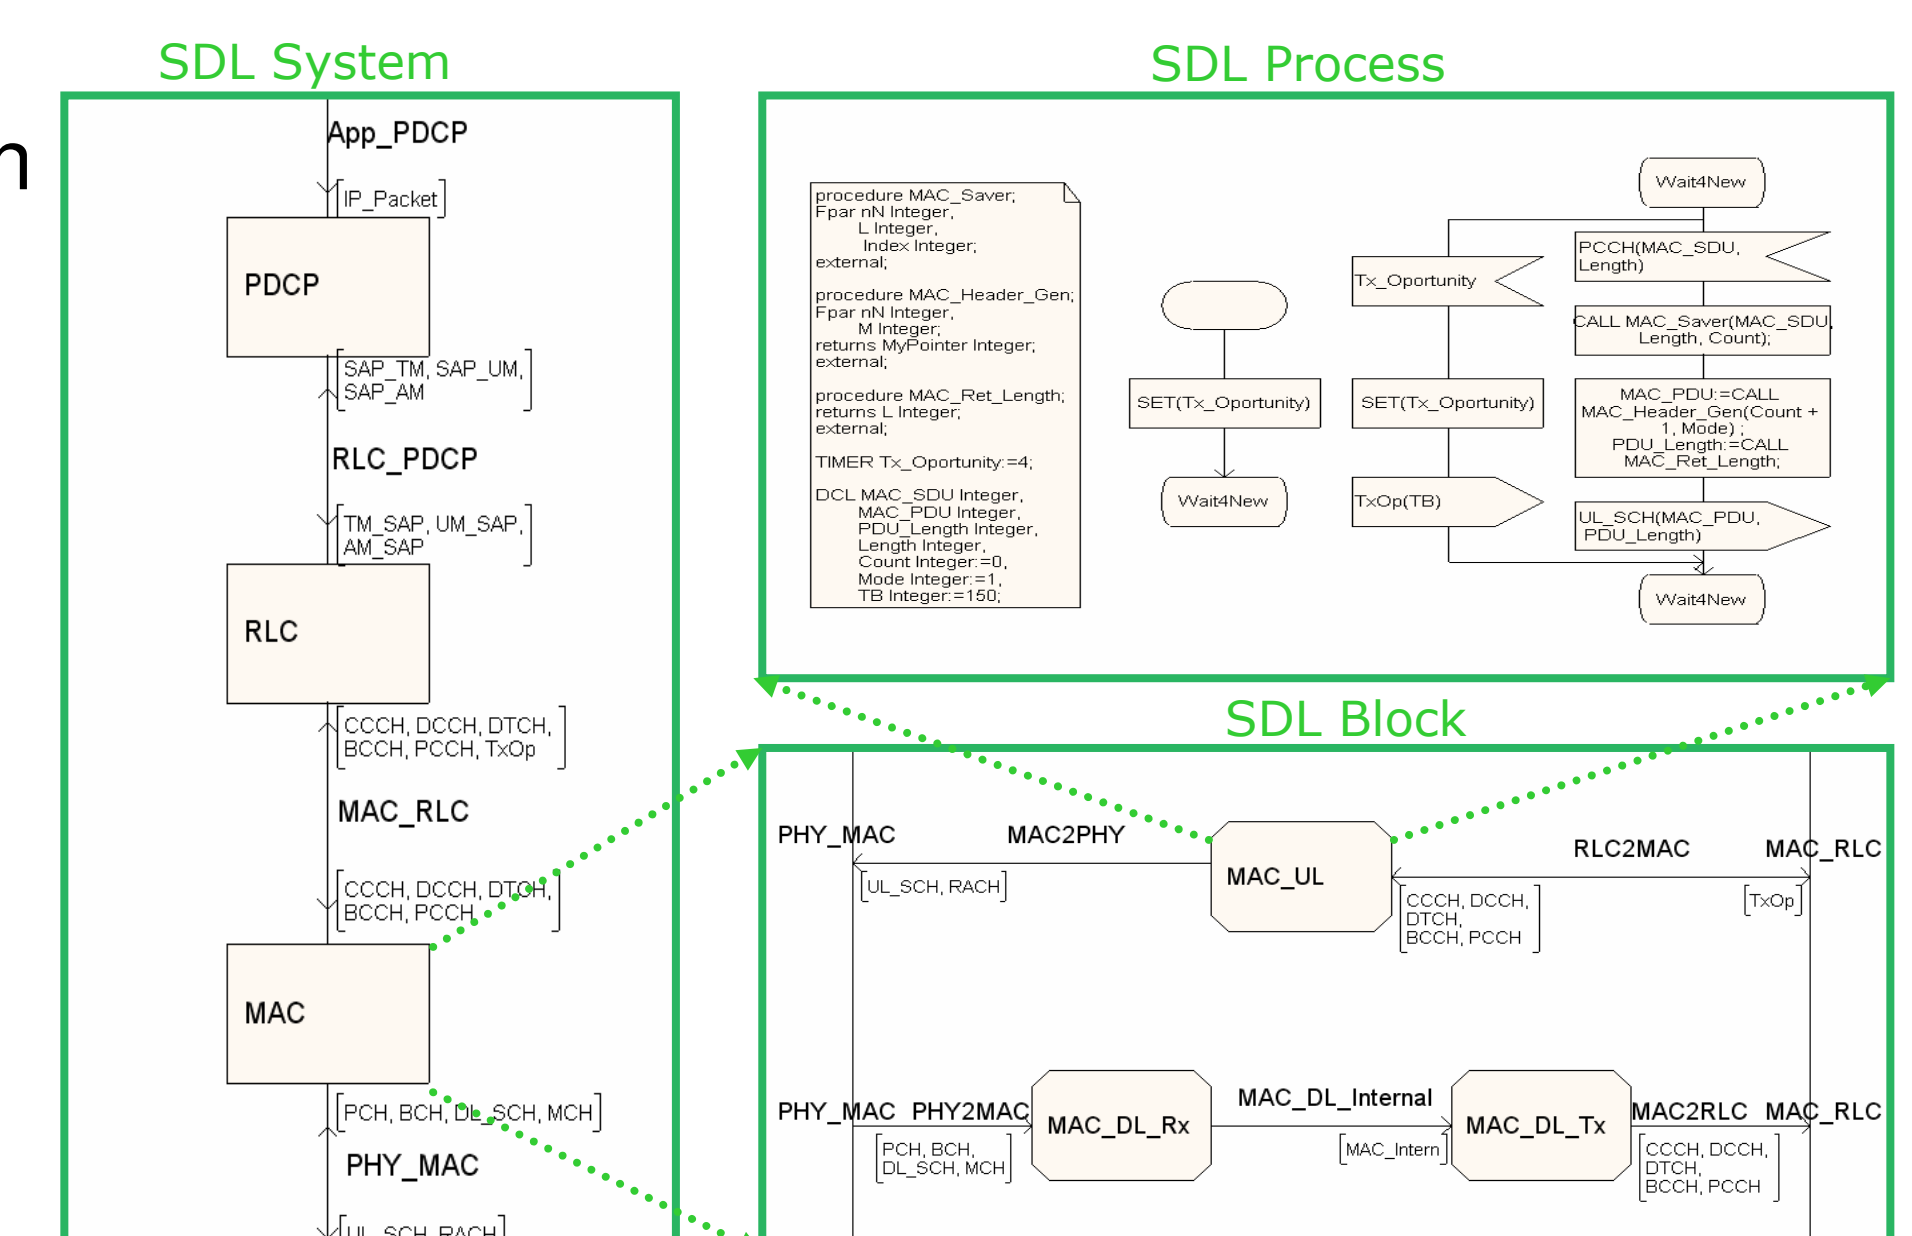 n
SDL System
App_PDCP
IP_Packet
PDCP
SAP_TM, SAP_UM,
SAP_AM
RLC_PDCP
TM_SAP, UM_SAP,
AM_SAP
RLC
CCCH, DCCH, DTCH,
BCCH, PCCH, TxOp
MAC_RLC
CCCH, DCCH, DTCH,
BCCH, PCCH
MAC
PCH, BCH, DL_SCH, MCH
PHY_MAC
UL_SCH, RACH
SDL Process
procedure MAC_Saver;
Fpar nN Integer,
L Integer,
Index Integer;
external;
procedure MAC_Header_Gen;
Fpar nN Integer,
M Integer;
returns MyPointer Integer;
external;
procedure MAC_Ret_Length;
returns L Integer;
external;
TIMER Tx_Oportunity:=4;
DCL MAC_SDU Integer,
MAC_PDU Integer,
PDU_Length Integer,
Length Integer,
Count Integer:=0,
Mode Integer:=1,
TB Integer:=150;
SET(Tx_Oportunity)
Wait4New
Tx_Oportunity
SET(Tx_Oportunity)
TxOp(TB)
Wait4New
PCCH(MAC_SDU,
Length)
CALL MAC_Saver(MAC_SDU,
Length, Count);
MAC_PDU:=CALL
MAC_Header_Gen(Count +
1, Mode) ;
PDU_Length:=CALL
MAC_Ret_Length;
UL_SCH(MAC_PDU,
PDU_Length)
Wait4New
SDL Block
PHY_MAC
MAC2PHY
UL_SCH, RACH
MAC_UL
RLC2MAC
MAC_RLC
CCCH, DCCH,
DTCH,
BCCH, PCCH
TxOp
PHY_MAC
PHY2MAC
PCH, BCH,
DL_SCH, MCH
MAC_DL_Rx
MAC_DL_Internal
MAC_Intern
MAC_DL_Tx
MAC2RLC
MAC_RLC
CCCH, DCCH,
DTCH,
BCCH, PCCH